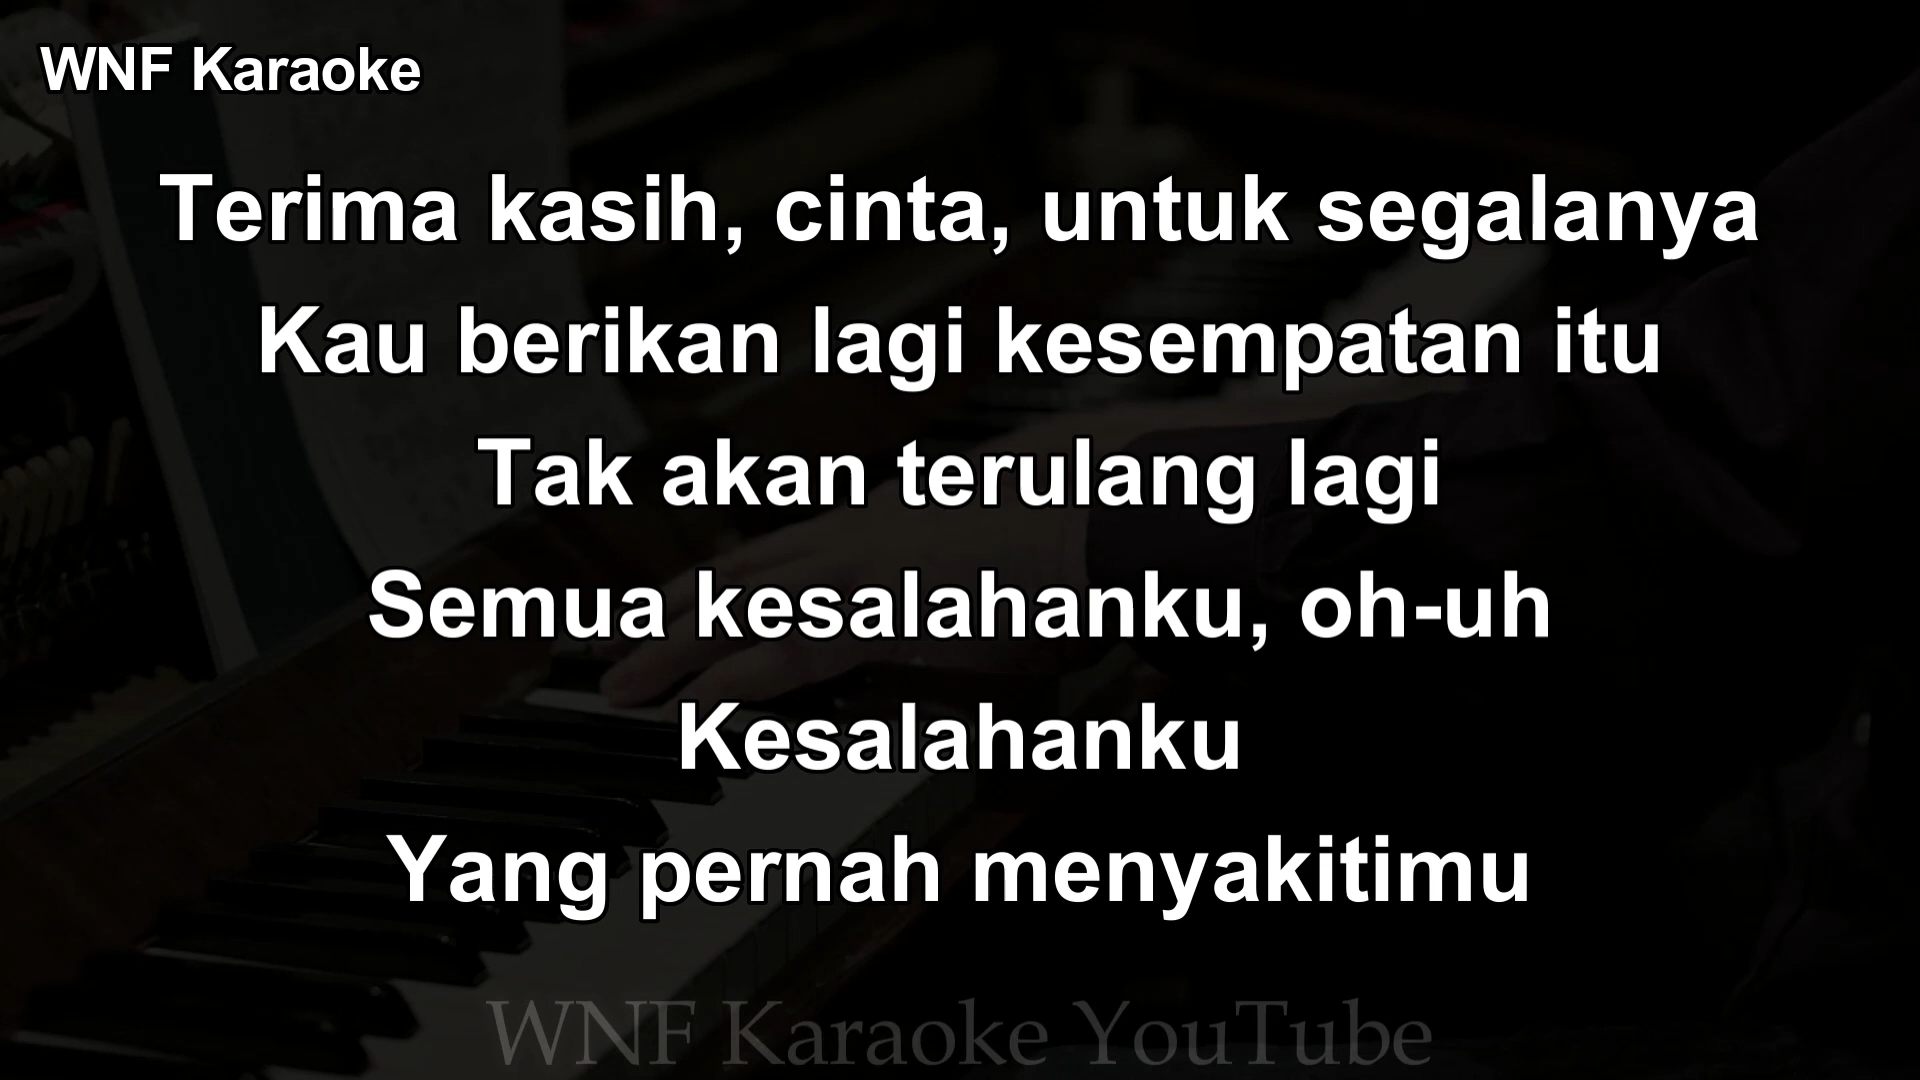 WNF Karaoke
Terima kasih, cinta, untuk segalanya
Kau berikan lagi kesempatan itu
Tak akan terulang lagi
Semua kesalahanku, oh-uh
Kesalahanku
Yang pernah menyakitimu
WNF Karaoke YouTube